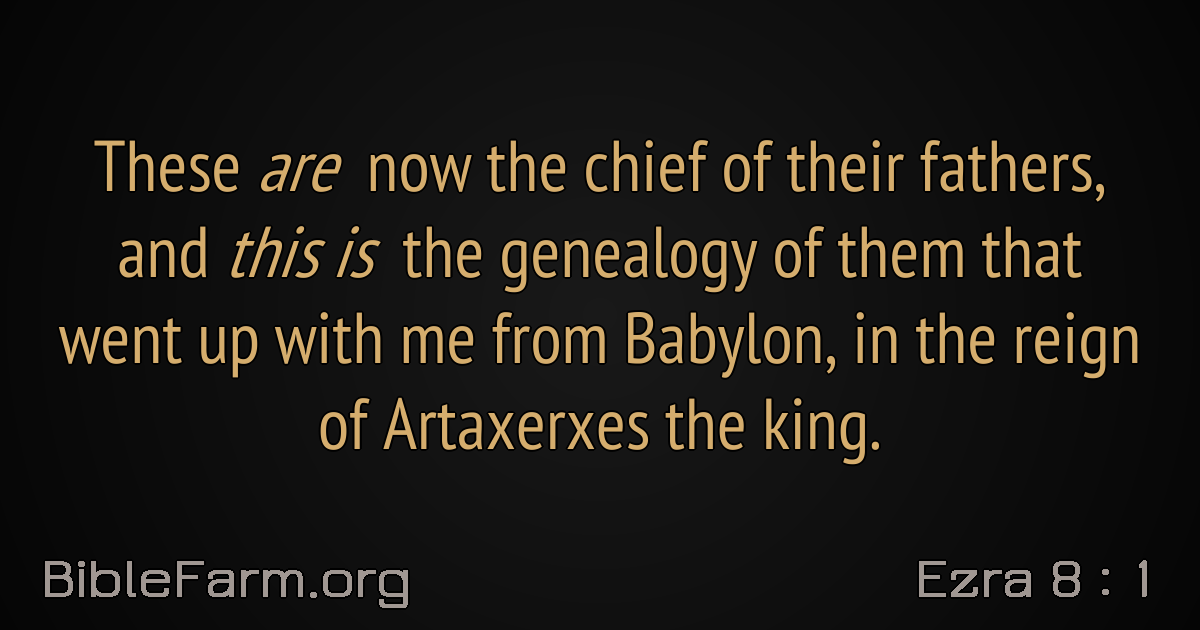 These are now the chief of their fathers,
and this is the genealogy of them that
went up with me from Babylon, in the reign
of Artaxerxes the king.
BibleFarm.org
Ezra 8 : 1